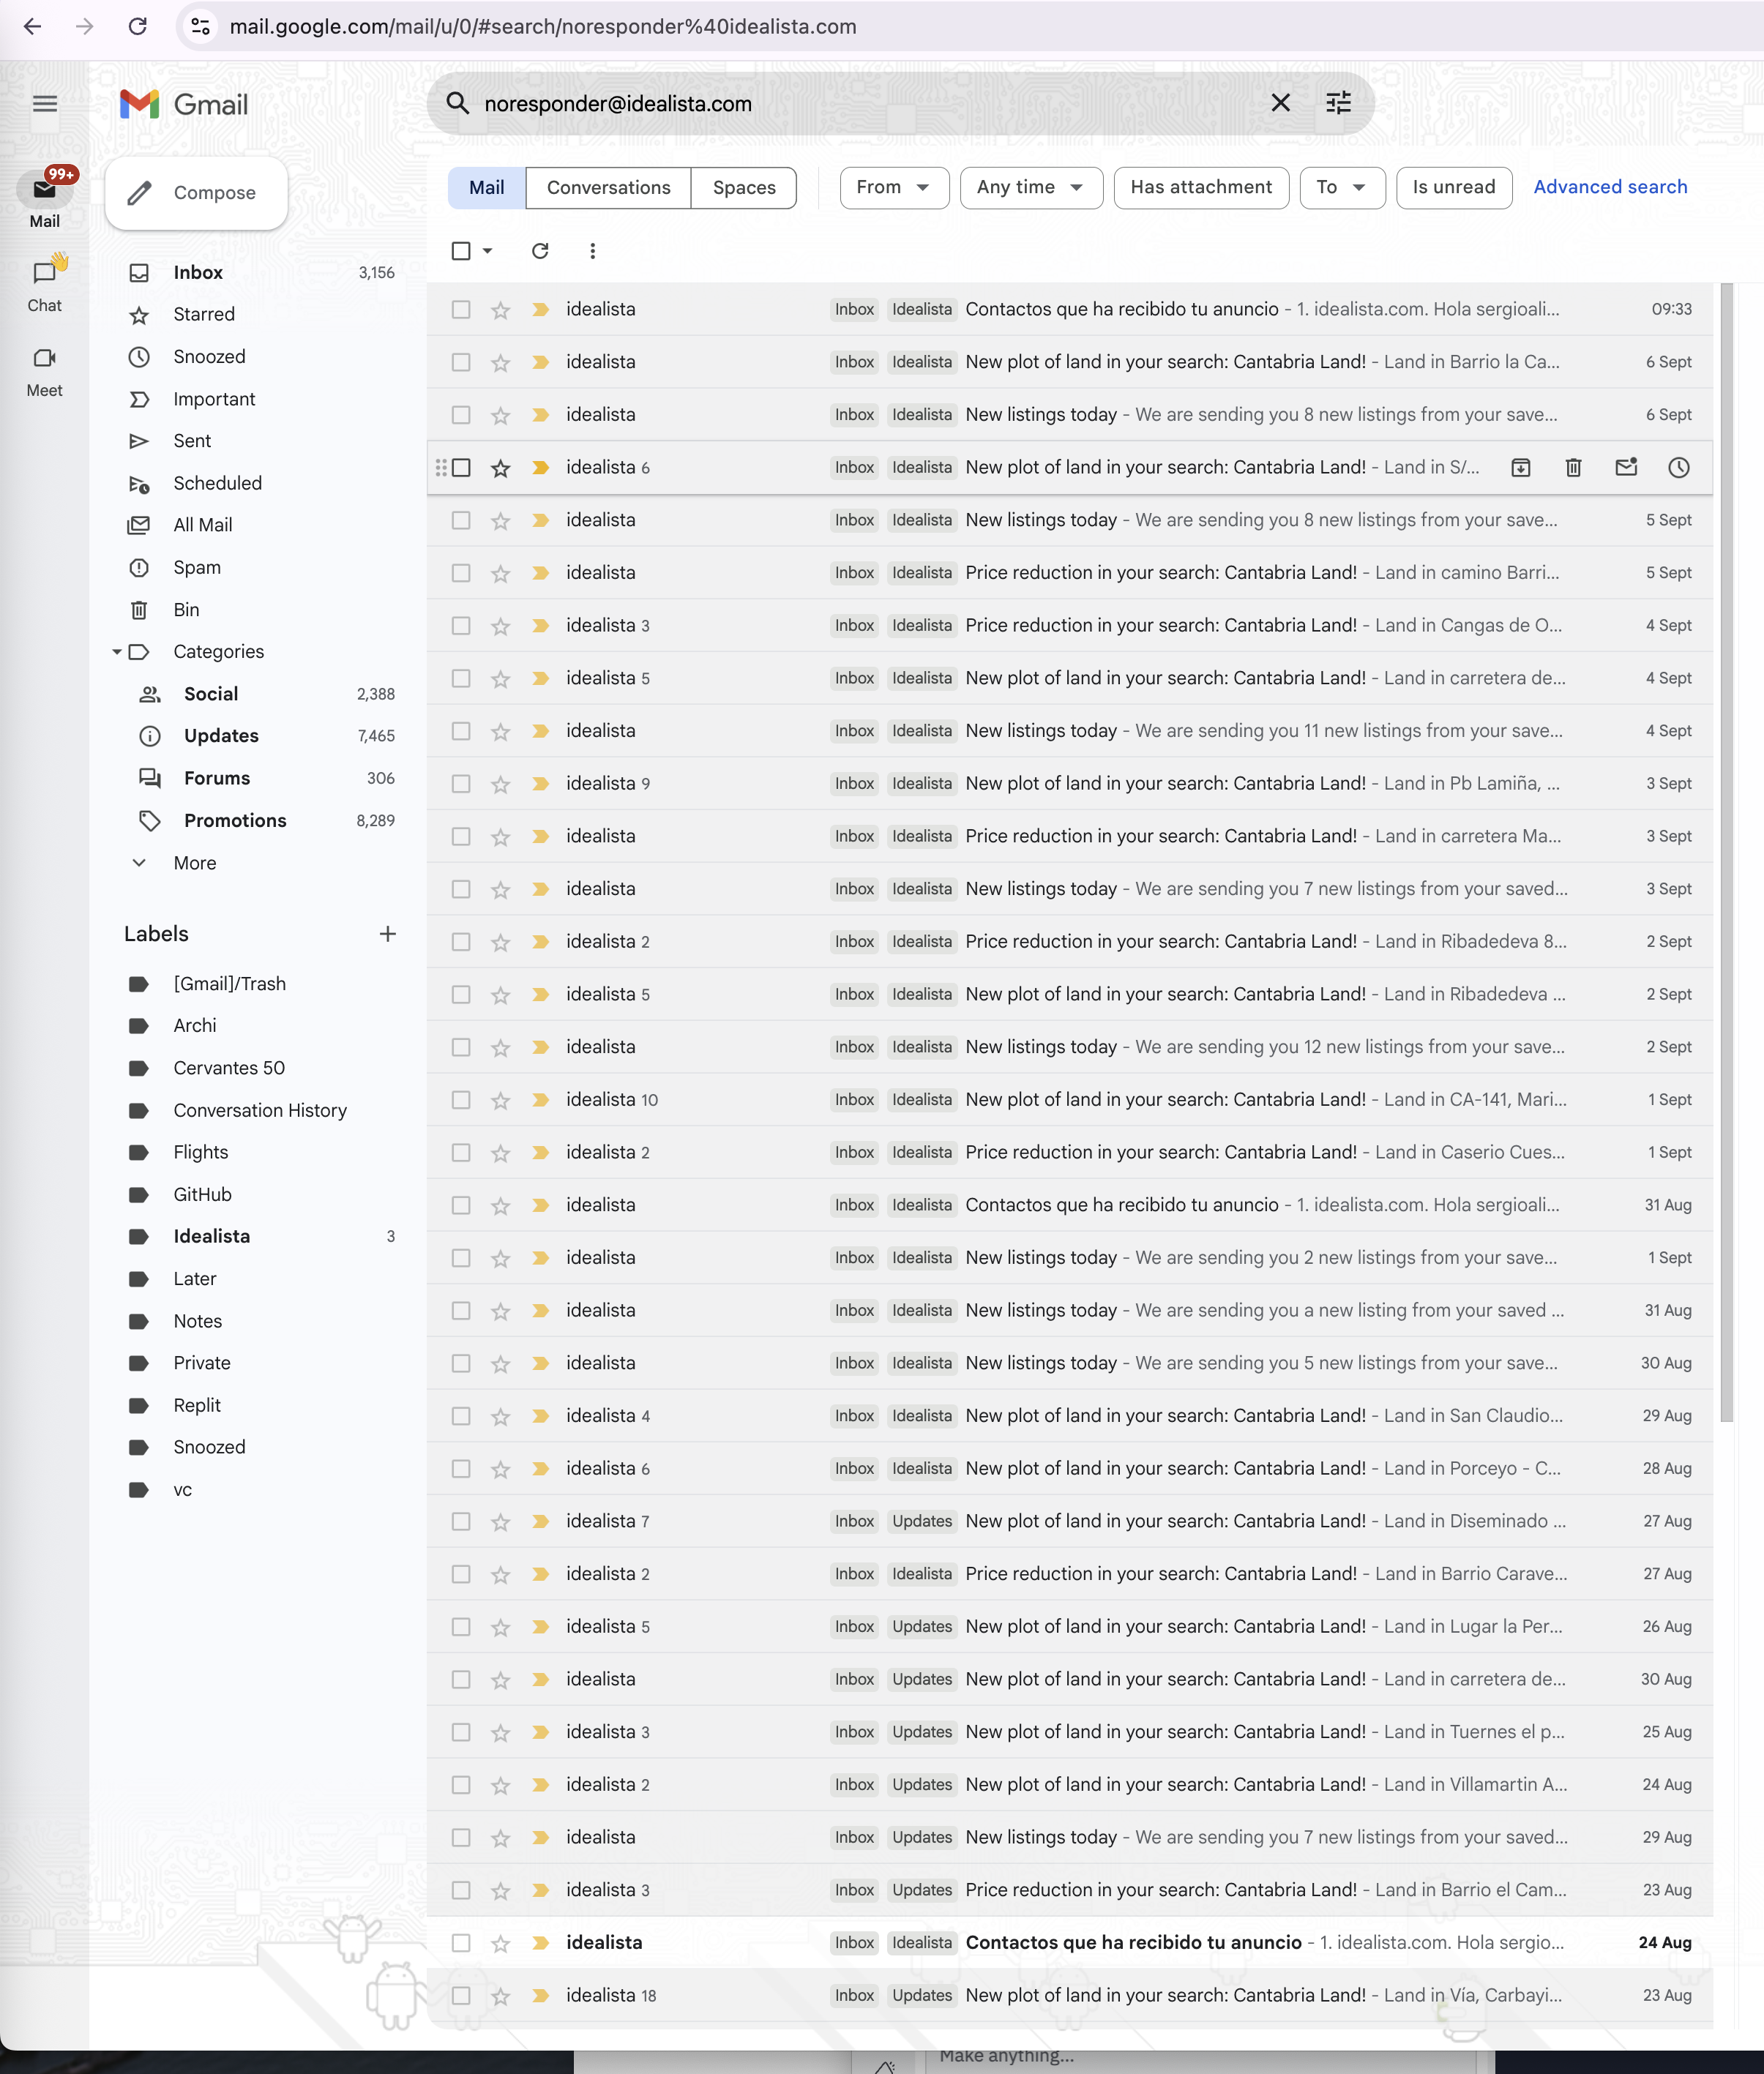 mail.google.com/mail/u/0/#search/noresponder%40idealista.com
Gmail
noresponder@idealista.com
99+
Mail
Chat
Meet
Compose
Inbox 3,156
Starred
Snoozed
Important
Sent
Scheduled
All Mail
Spam
Bin
Categories
Social 2,388
Updates 7,465
Forums 306
Promotions 8,289
More
Labels
[Gmail]/Trash
Archi
Cervantes 50
Conversation History
Flights
GitHub
Idealista 3
Later
Notes
Private
Replit
Snoozed
vc
Mail Conversations Spaces From Any time Has attachment To Is unread Advanced search
idealista Inbox Idealista Contactos que ha recibido tu anuncio - 1. idealista.com. Hola sergioali... 09:33
idealista Inbox Idealista New plot of land in your search: Cantabria Land! - Land in Barrio la Ca... 6 Sept
idealista Inbox Idealista New listings today - We are sending you 8 new listings from your save... 6 Sept
idealista 6 Inbox Idealista New plot of land in your search: Cantabria Land! - Land in S/...
idealista Inbox Idealista New listings today - We are sending you 8 new listings from your save... 5 Sept
idealista Inbox Idealista Price reduction in your search: Cantabria Land! - Land in camino Barri... 5 Sept
idealista 3 Inbox Idealista Price reduction in your search: Cantabria Land! - Land in Cangas de O... 4 Sept
idealista 5 Inbox Idealista New plot of land in your search: Cantabria Land! - Land in carretera de... 4 Sept
idealista Inbox Idealista New listings today - We are sending you 11 new listings from your save... 4 Sept
idealista 9 Inbox Idealista New plot of land in your search: Cantabria Land! - Land in Pb Lamiña, ... 3 Sept
idealista Inbox Idealista Price reduction in your search: Cantabria Land! - Land in carretera Ma... 3 Sept
idealista Inbox Idealista New listings today - We are sending you 7 new listings from your saved... 3 Sept
idealista 2 Inbox Idealista Price reduction in your search: Cantabria Land! - Land in Ribadedeva 8... 2 Sept
idealista 5 Inbox Idealista New plot of land in your search: Cantabria Land! - Land in Ribadedeva ... 2 Sept
idealista Inbox Idealista New listings today - We are sending you 12 new listings from your save... 2 Sept
idealista 10 Inbox Idealista New plot of land in your search: Cantabria Land! - Land in CA-141, Mari... 1 Sept
idealista 2 Inbox Idealista Price reduction in your search: Cantabria Land! - Land in Caserio Cues... 1 Sept
idealista Inbox Idealista Contactos que ha recibido tu anuncio - 1. idealista.com. Hola sergioali... 31 Aug
idealista Inbox Idealista New listings today - We are sending you 2 new listings from your save... 1 Sept
idealista Inbox Idealista New listings today - We are sending you a new listing from your saved ... 31 Aug
idealista Inbox Idealista New listings today - We are sending you 5 new listings from your save... 30 Aug
idealista 4 Inbox Idealista New plot of land in your search: Cantabria Land! - Land in San Claudio... 29 Aug
idealista 6 Inbox Idealista New plot of land in your search: Cantabria Land! - Land in Porceyo - C... 28 Aug
idealista 7 Inbox Updates New plot of land in your search: Cantabria Land! - Land in Diseminado ... 27 Aug
idealista 2 Inbox Idealista Price reduction in your search: Cantabria Land! - Land in Barrio Carave... 27 Aug
idealista 5 Inbox Updates New plot of land in your search: Cantabria Land! - Land in Lugar la Per... 26 Aug
idealista Inbox Updates New plot of land in your search: Cantabria Land! - Land in carretera de... 30 Aug
idealista 3 Inbox Updates New plot of land in your search: Cantabria Land! - Land in Tuernes el p... 25 Aug
idealista 2 Inbox Updates New plot of land in your search: Cantabria Land! - Land in Villamartin A... 24 Aug
idealista Inbox Updates New listings today - We are sending you 7 new listings from your saved... 29 Aug
idealista 3 Inbox Updates Price reduction in your search: Cantabria Land! - Land in Barrio el Cam... 23 Aug
idealista Inbox Idealista Contactos que ha recibido tu anuncio - 1. idealista.com. Hola sergio... 24 Aug
idealista 18 Inbox Updates New plot of land in your search: Cantabria Land! - Land in Vía, Carbayi... 23 Aug
Make anything...